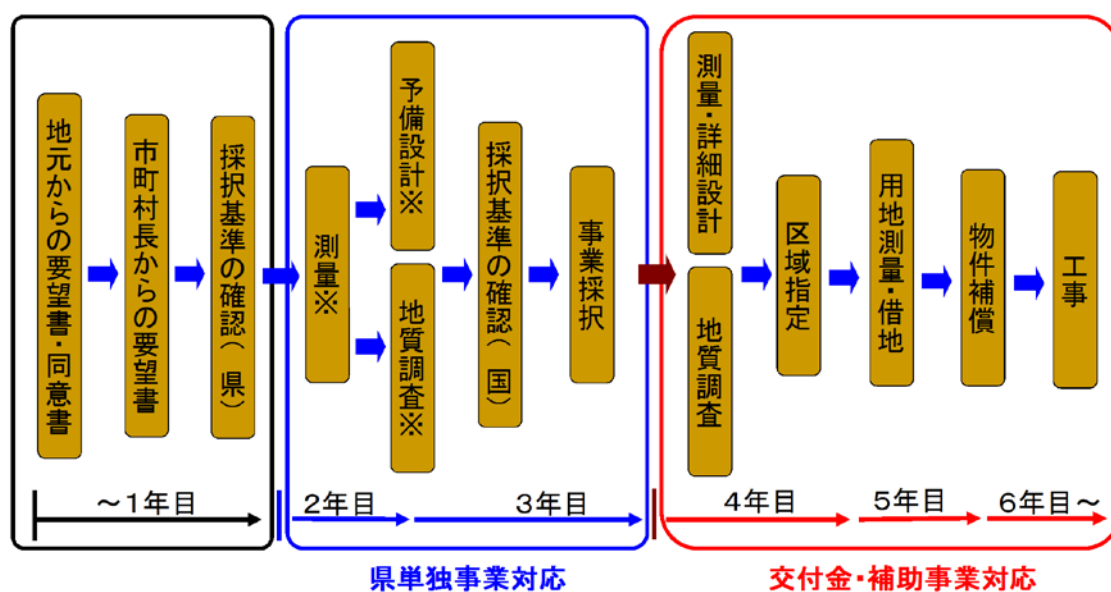 地元からの要望書・同意書
市町村長からの要望書
採択基準の確認(県)
測量※
予備設計※
地質調査※
採択基準の確認(国)
事業採択
測量・詳細設計
地質調査
区域指定
用地測量・借地
物件補償
工事
～1年目
2年目
3年目
4年目
5年目
6年目～
県単独事業対応
交付金・補助事業対応